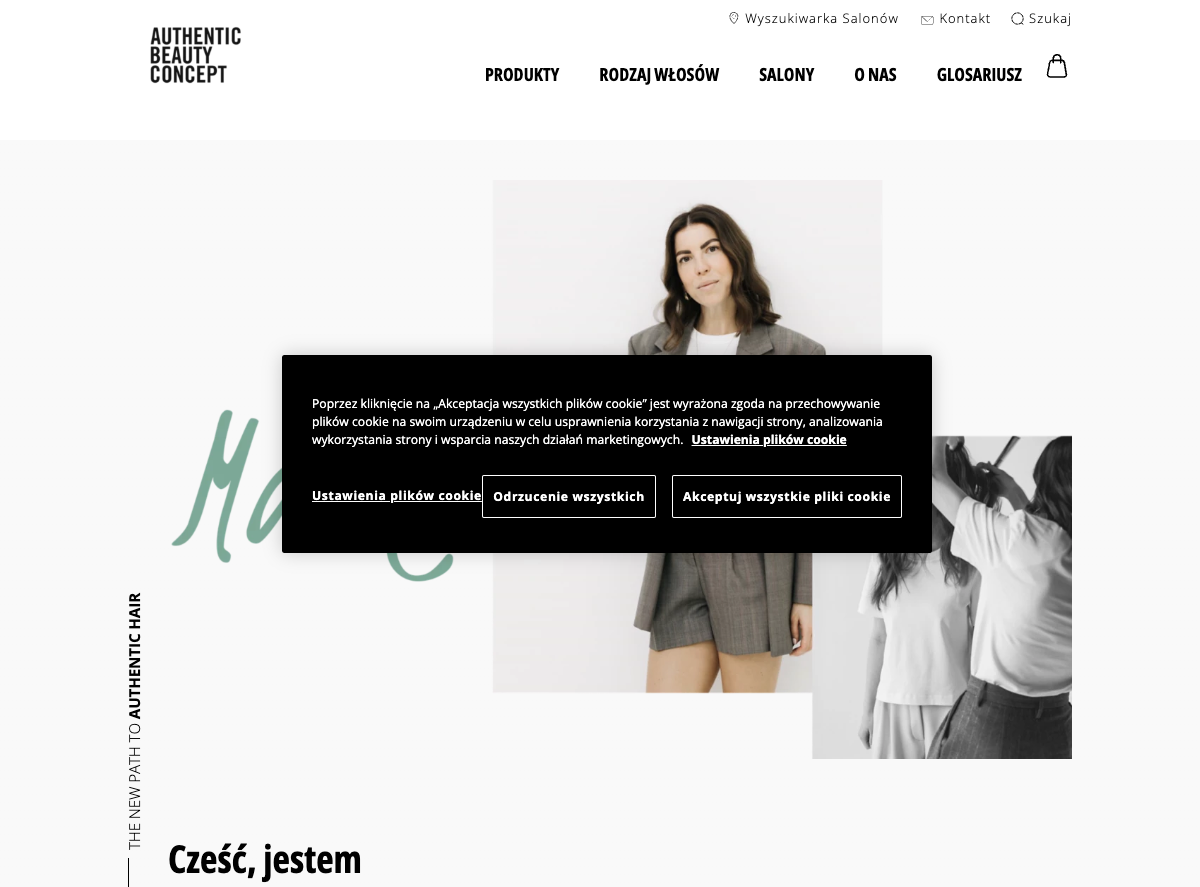 Wyszukiwarka Salonów
Kontakt
Szukaj
AUTHENTIC
BEAUTY
CONCEPT
PRODUKTY
RODZAJ WŁOSÓW
SALONY
O NAS
GLOSARIUSZ
Poprzez kliknięcie na „Akceptacja wszystkich plików cookie” jest wyrażona zgoda na przechowywanie
plików cookie na swoim urządzeniu w celu usprawnienia korzystania z nawigacji strony, analizowania
wykorzystania strony i wsparcia naszych działań marketingowych. Ustawienia plików cookie
Ustawienia plików cookie
Odrzucenie wszystkich
Akceptuj wszystkie pliki cookie
THE NEW PATH TO AUTHENTIC HAIR
Cześć, jestem